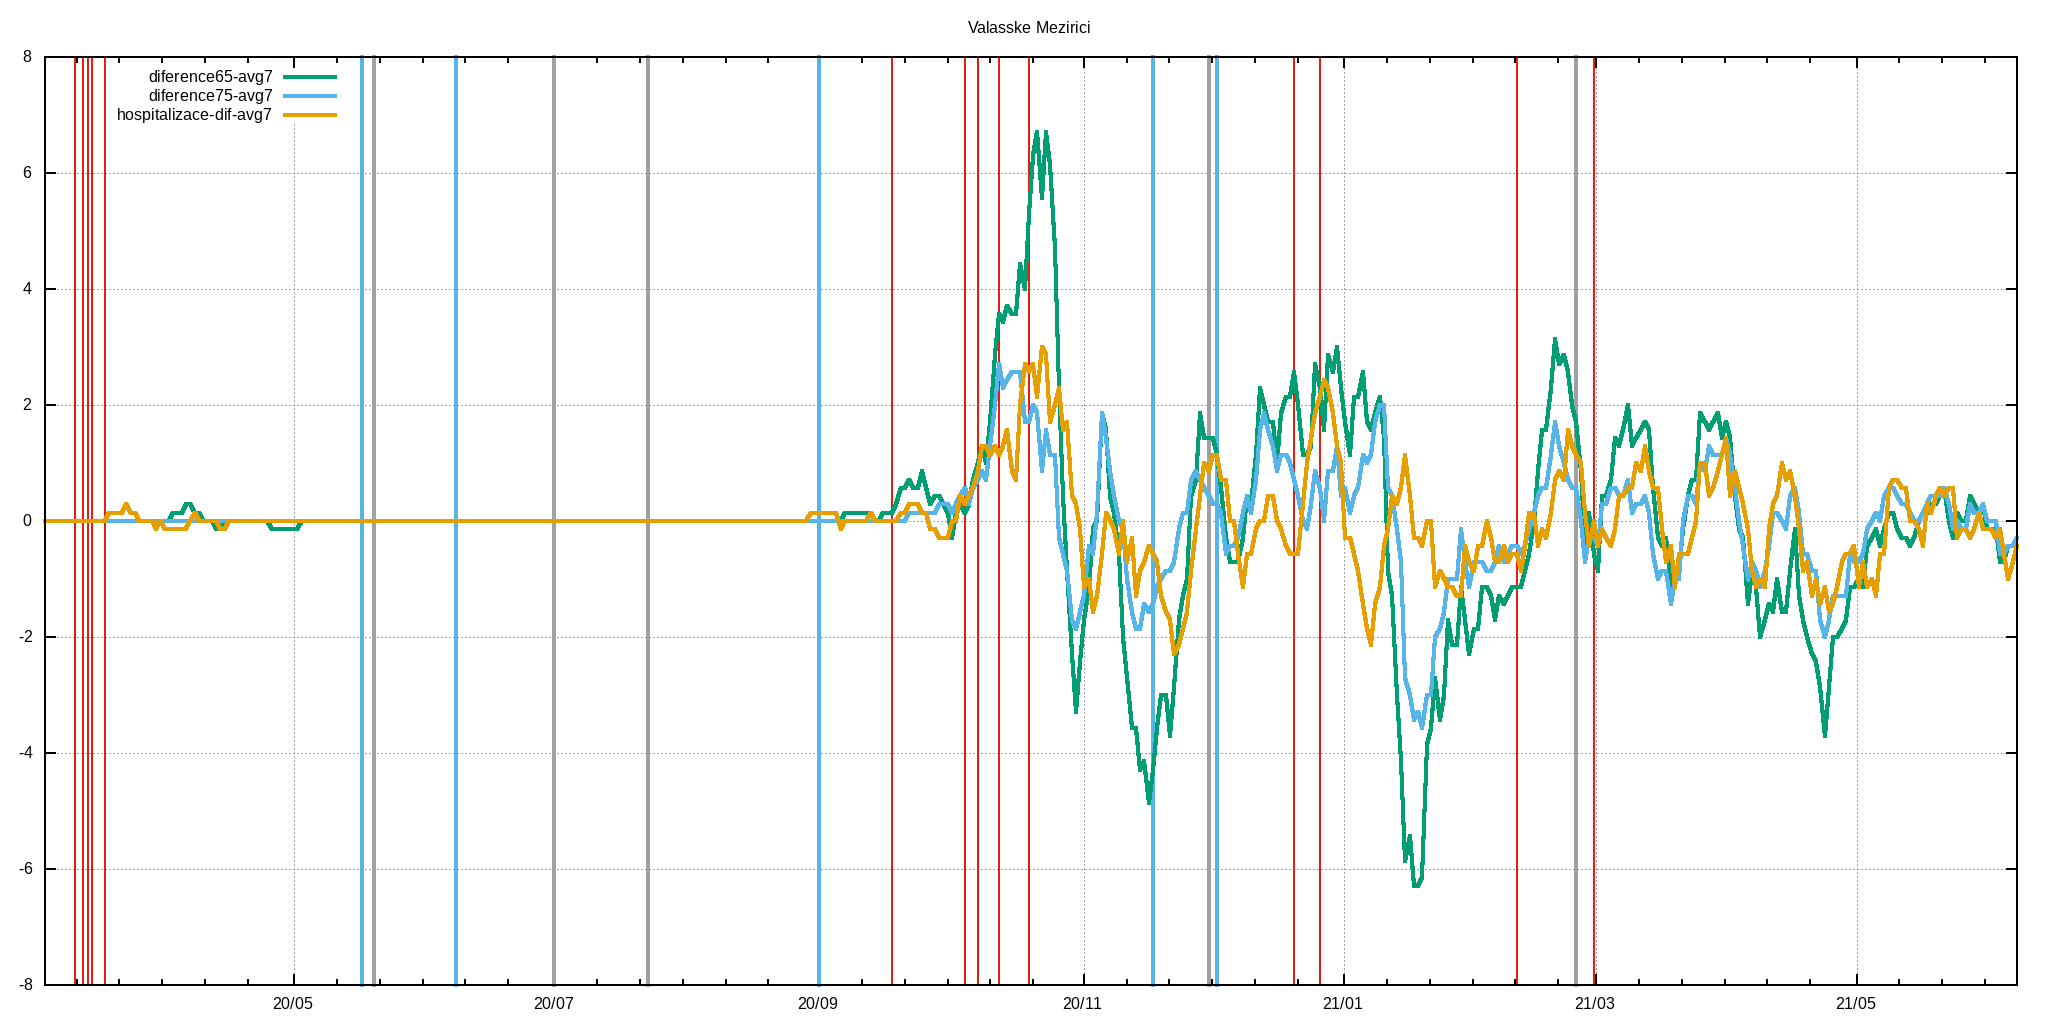 Valasske Mezirici
8
6
4
2
0
-2
-4
-6
-8
diference65-avg7
diference75-avg7
hospitalizace-dif-avg7
20/05 20/07 20/09 20/11 21/01 21/03 21/05